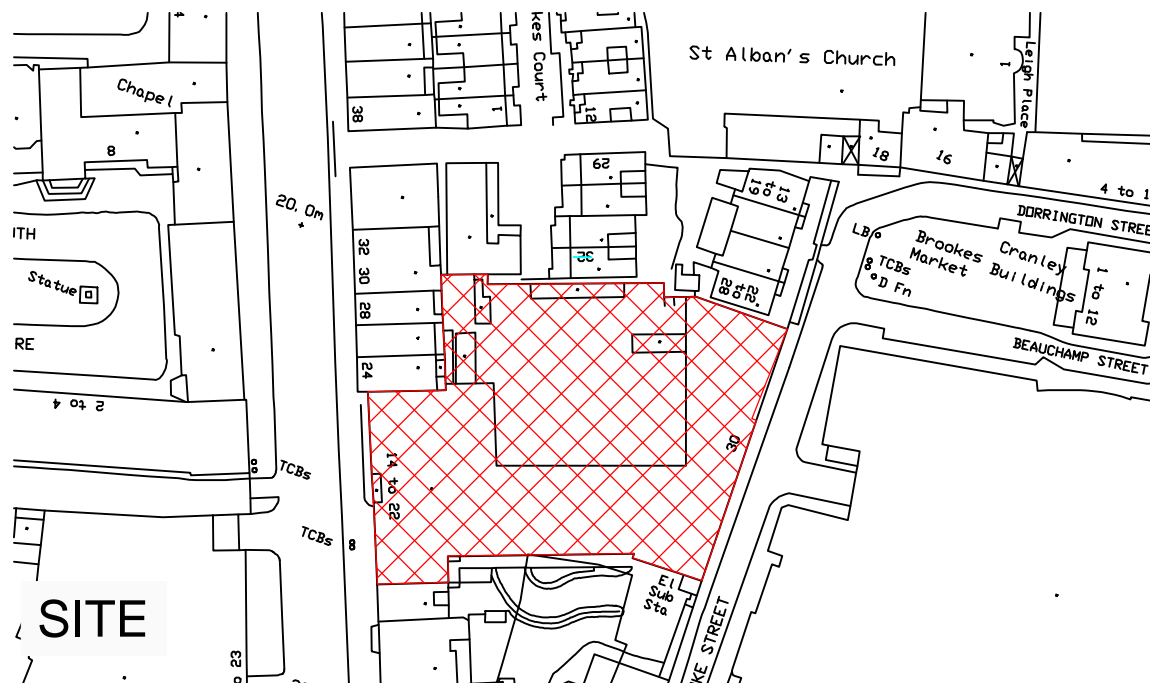 Chapel
8
38
kes Court
1
12
St Alban's Church
1
Leigh Place
18
16
4 to 1
29
13
to
19
DORRINGTON STREE
20.0m
ITH
32
30
28
24
Statue
RE
2 to 4
22
to
28
LB
TCBs
D Fn
Brookes
Market
Cranley
Buildings
1 to 12
BEAUCHAMP STREET
30
14 to 22
TCBs
TCBs
El
Sub
Sta
SITE
KE STREET
23